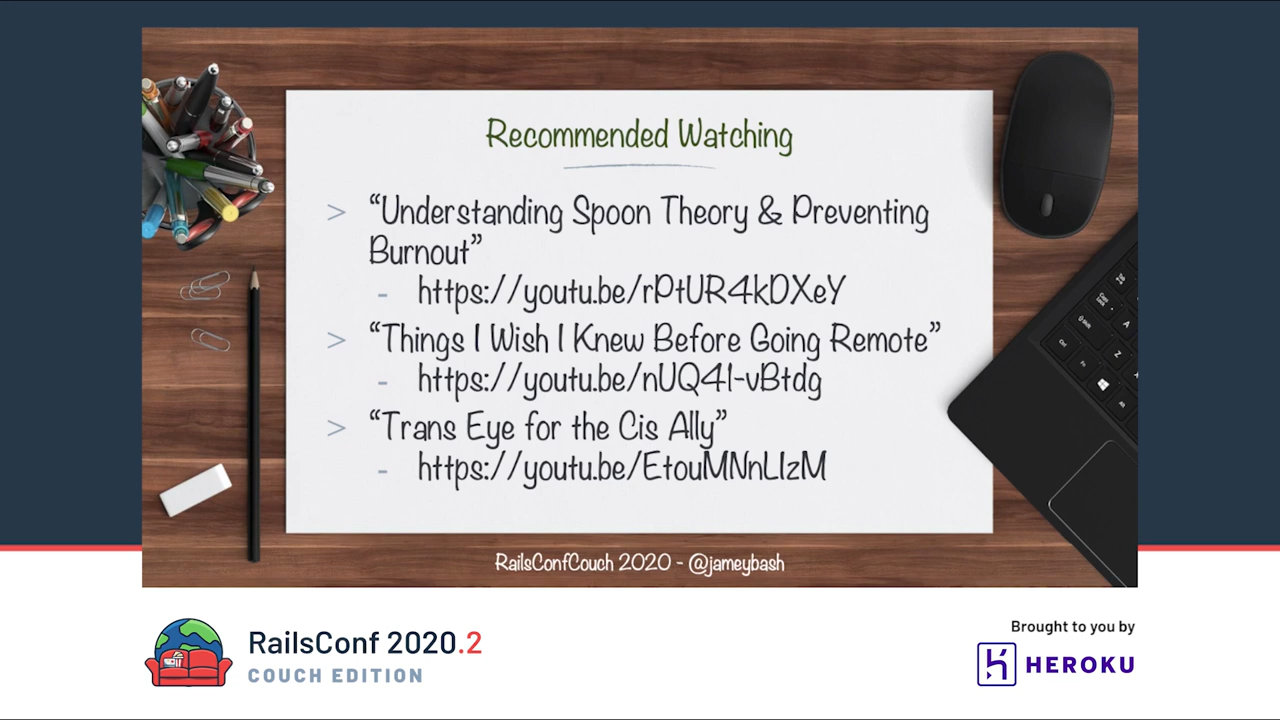 Recommended Watching
> “Understanding Spoon Theory & Preventing
Burnout”
- https://youtu.be/rPtUR4kDXeY
> “Things I Wish I Knew Before Going Remote”
- https://youtu.be/nUQ4I-vBtdg
> “Trans Eye for the Cis Ally”
- https://youtu.be/EtouMNnLIzM
RailsConfCouch 2020 - @jameybash
RailsConf 2020.2
COUCH EDITION
Brought to you by
HEROKU